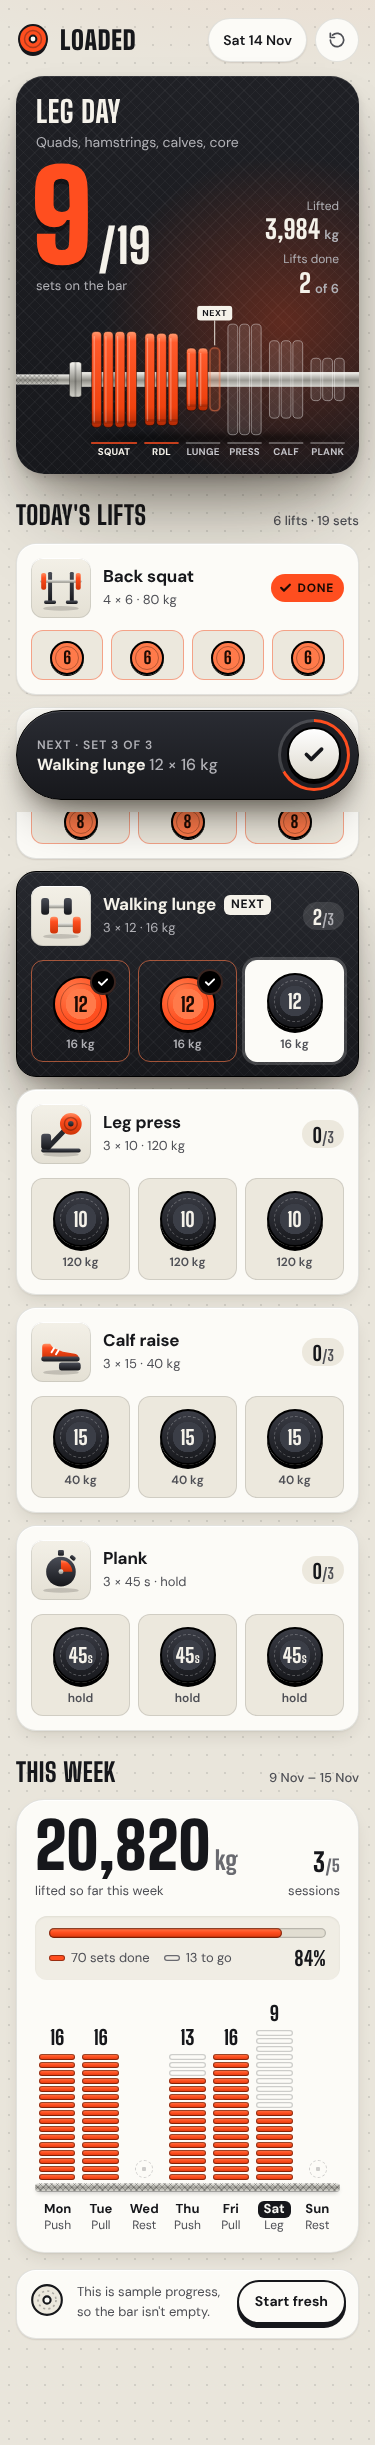 LOADED
Sat 14 Nov
LEG DAY
Quads, hamstrings, calves, core
9/19
sets on the bar
Lifted
3,984 kg
Lifts done
2 of 6
NEXT
SQUAT RDL LUNGE PRESS CALF PLANK
TODAY'S LIFTS
6 lifts · 19 sets
Back squat
4 × 6 · 80 kg
DONE
6 6 6 6
NEXT · SET 3 OF 3
Walking lunge 12 × 16 kg
8 8 8
Walking lunge NEXT
3 × 12 · 16 kg
2/3
12 12 12
16 kg 16 kg 16 kg
Leg press
3 × 10 · 120 kg
0/3
10 10 10
120 kg 120 kg 120 kg
Calf raise
3 × 15 · 40 kg
0/3
15 15 15
40 kg 40 kg 40 kg
Plank
3 × 45 s · hold
0/3
45s 45s 45s
hold hold hold
THIS WEEK
9 Nov – 15 Nov
20,820 kg
lifted so far this week
3/5
sessions
70 sets done 13 to go 84%
16 16 13 16 9
Mon Tue Wed Thu Fri Sat Sun
Push Pull Rest Push Pull Leg Rest
This is sample progress,
so the bar isn't empty.
Start fresh